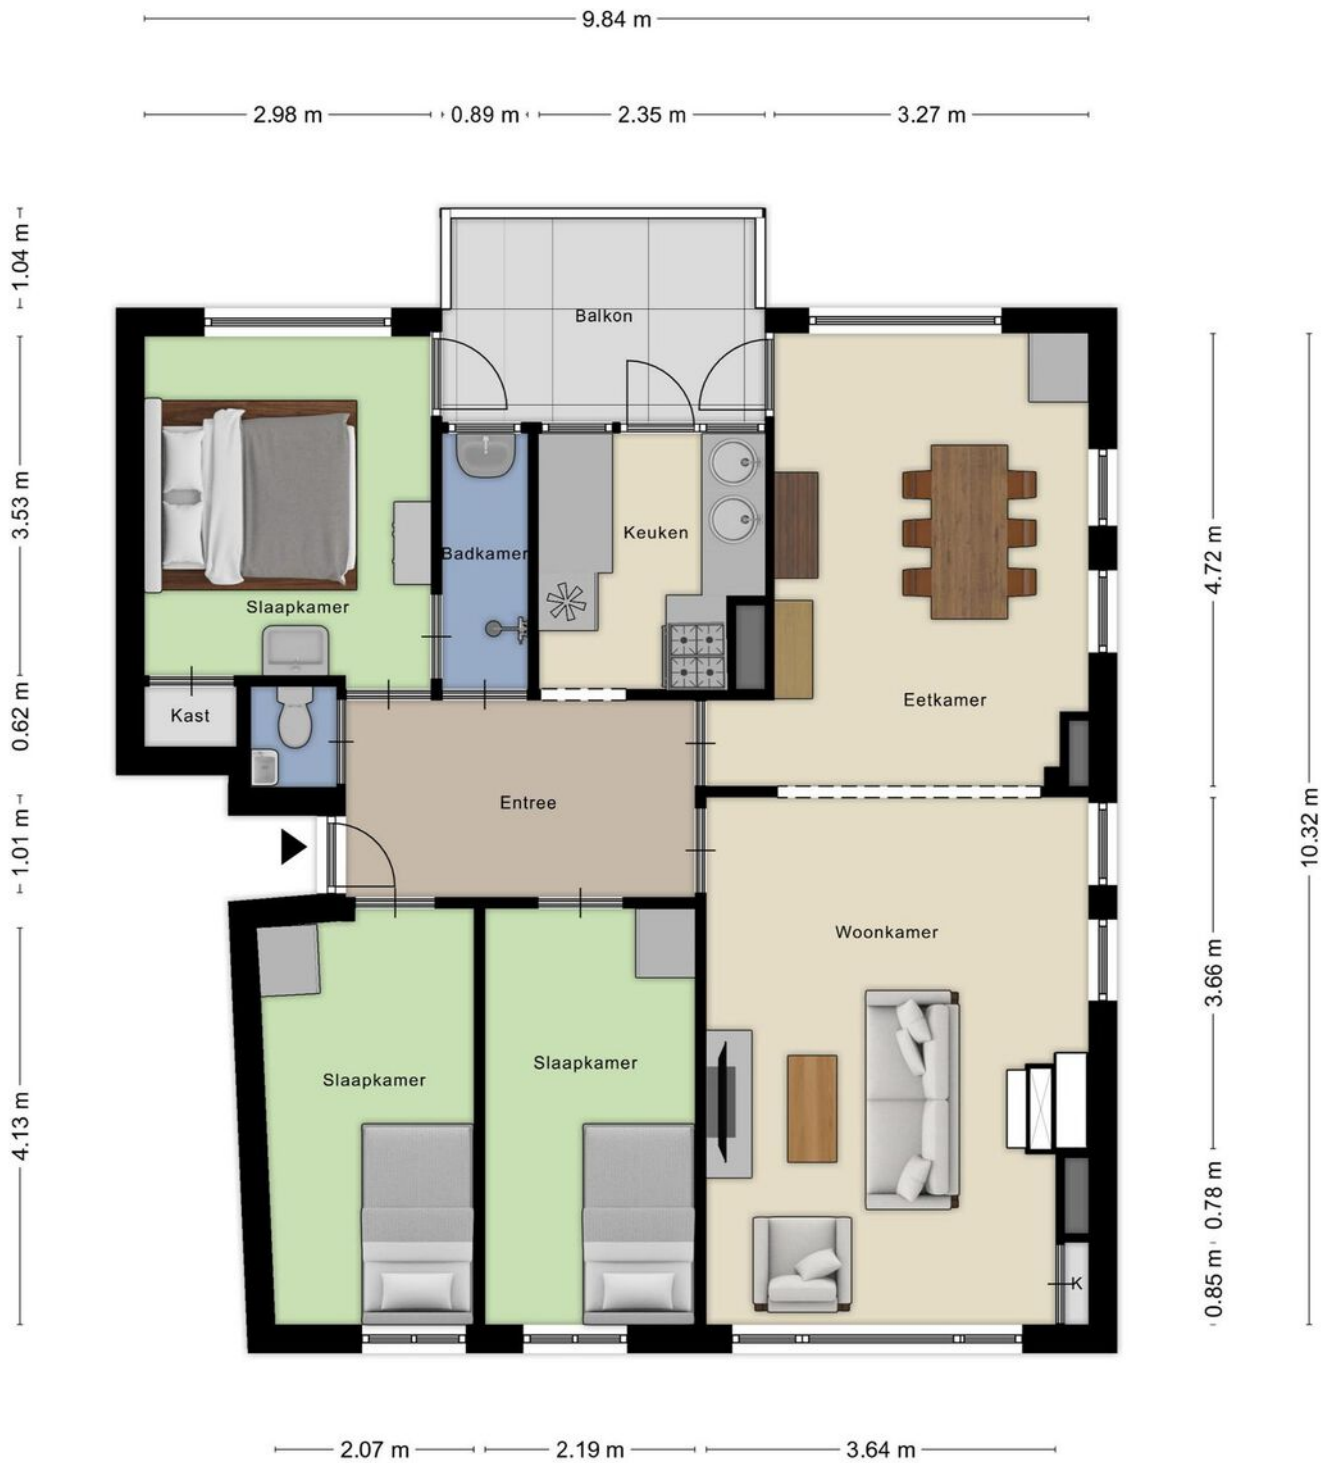 9.84 m
2.98 m
0.89 m
2.35 m
3.27 m
1.04 m
Balkon
3.53 m
4.72 m
Keuken
Badkamer
Slaapkamer
Eetkamer
0.62 m
Kast
Entree
10.32 m
1.01 m
Woonkamer
3.66 m
Slaapkamer
Slaapkamer
4.13 m
0.78 m
0.85 m
K
2.07 m
2.19 m
3.64 m